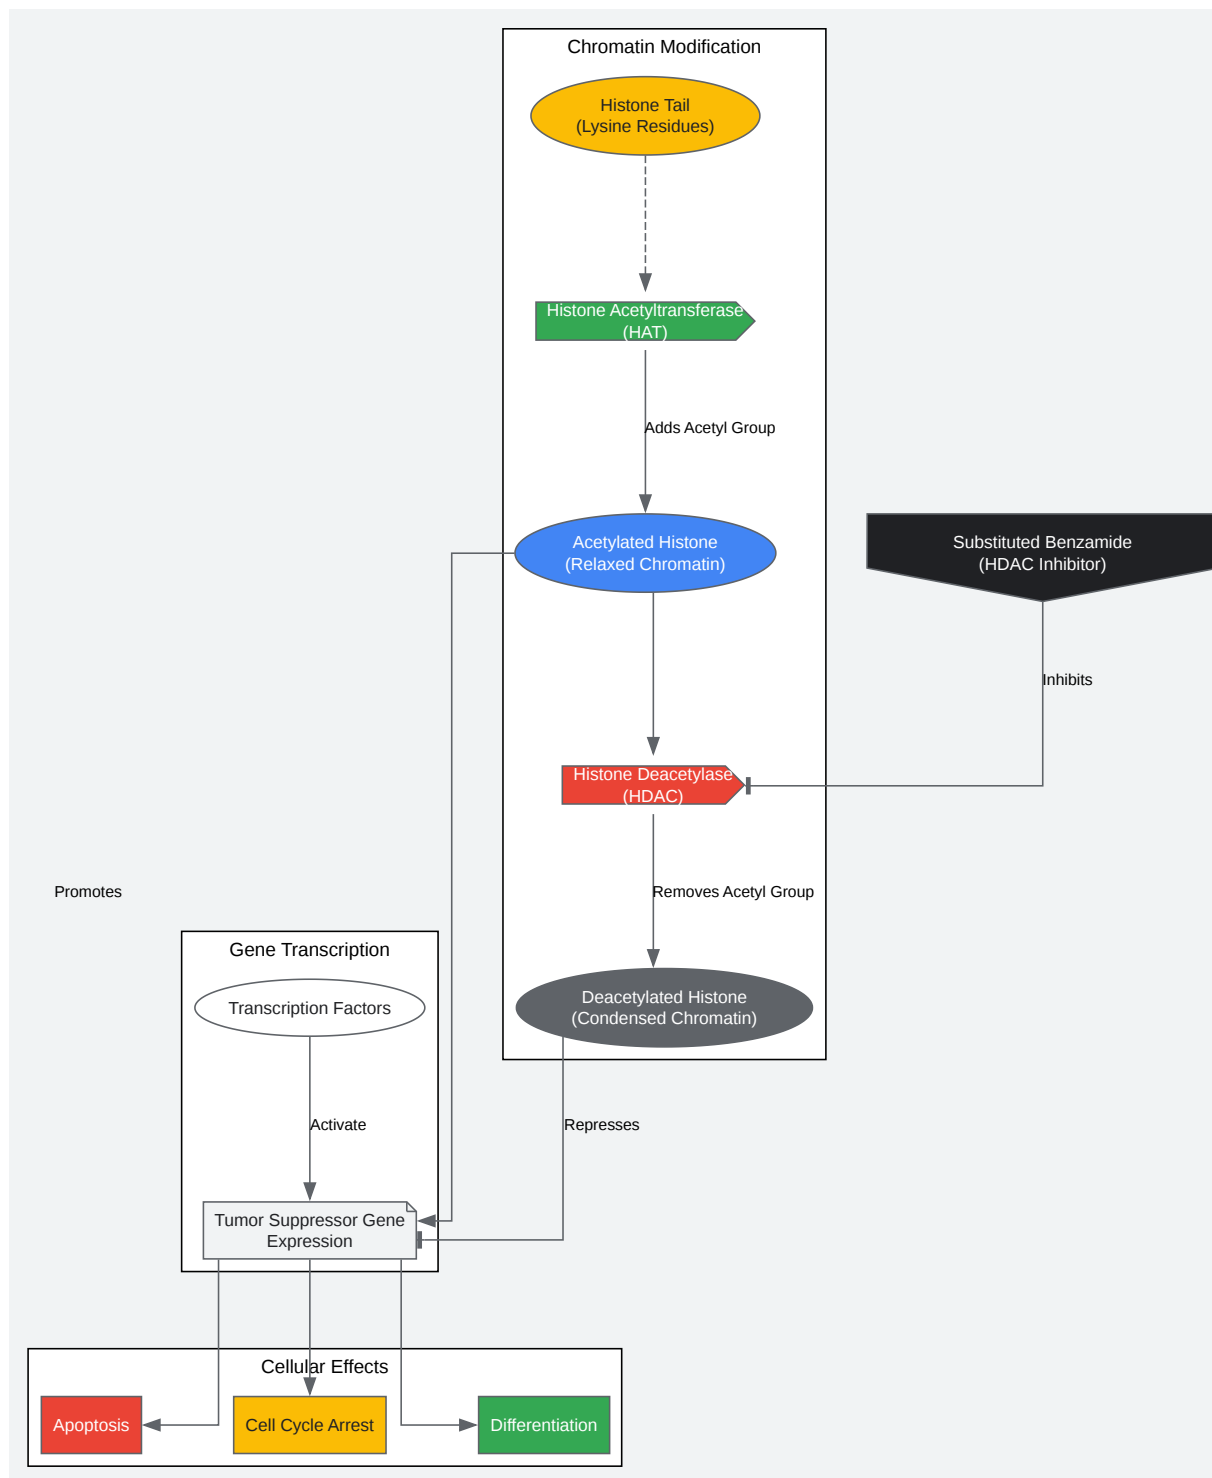 Chromatin Modification
Histone Tail
(Lysine Residues)
Histone Acetyltransferase
(HAT)
Adds Acetyl Group
Acetylated Histone
(Relaxed Chromatin)
Substituted Benzamide
(HDAC Inhibitor)
Inhibits
Histone Deacetylase
(HDAC)
Removes Acetyl Group
Promotes
Gene Transcription
Transcription Factors
Deacetylated Histone
(Condensed Chromatin)
Activate
Represses
Tumor Suppressor Gene
Expression
Cellular Effects
Apoptosis
Cell Cycle Arrest
Differentiation